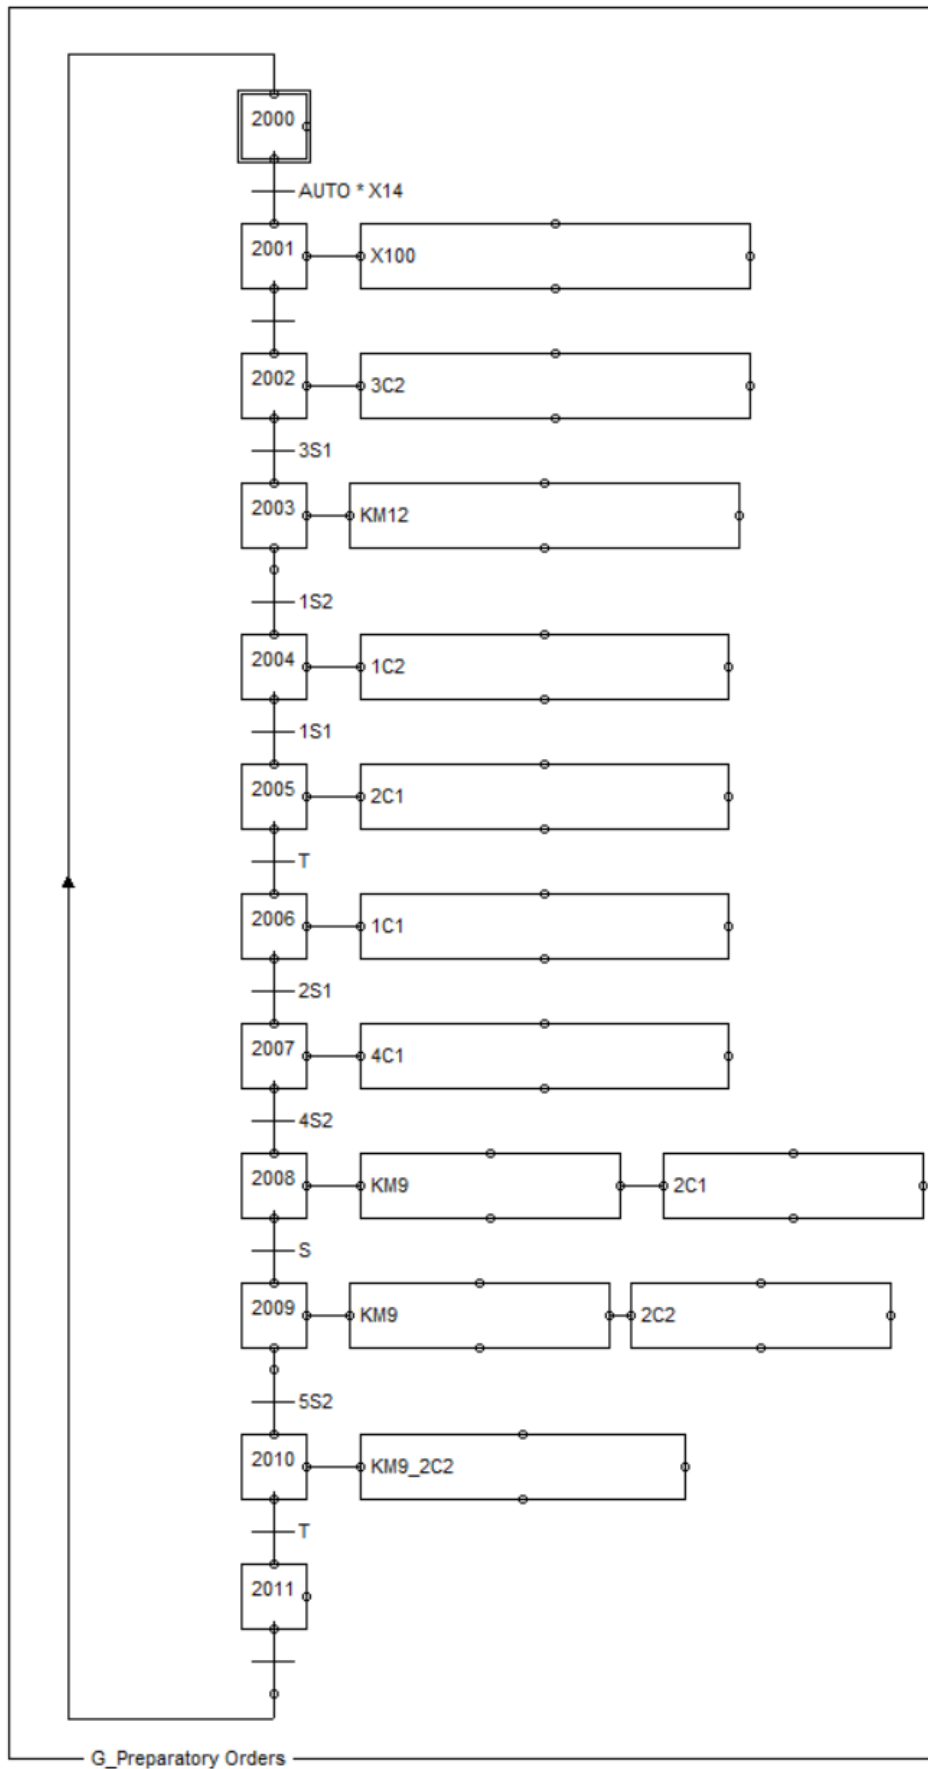 2000
AUTO * X14
2001 X100
2002 3C2
3S1
2003 KM12
1S2
2004 1C2
1S1
2005 2C1
T
2006 1C1
2S1
2007 4C1
4S2
2008 KM9 2C1
S
2009 KM9 2C2
5S2
2010 KM9_2C2
T
2011
G_Preparatory Orders